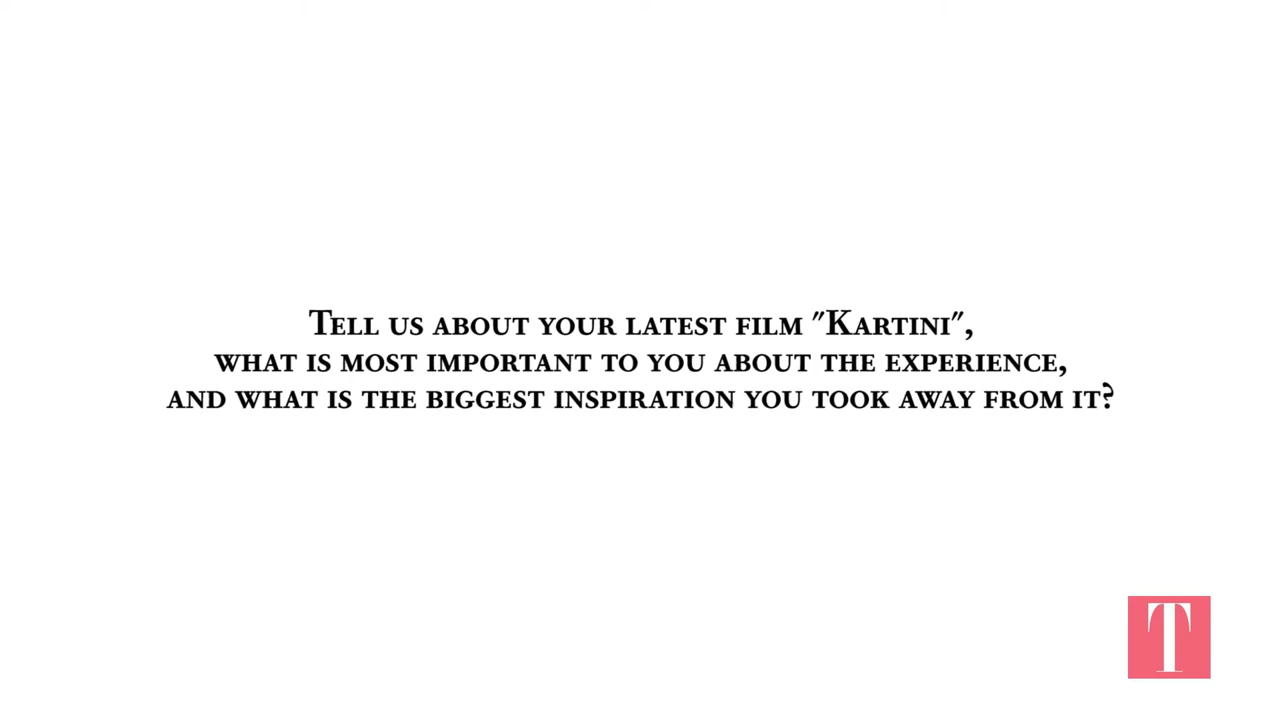 Tell us about your latest film "Kartini",
what is most important to you about the experience,
and what is the biggest inspiration you took away from it?
T